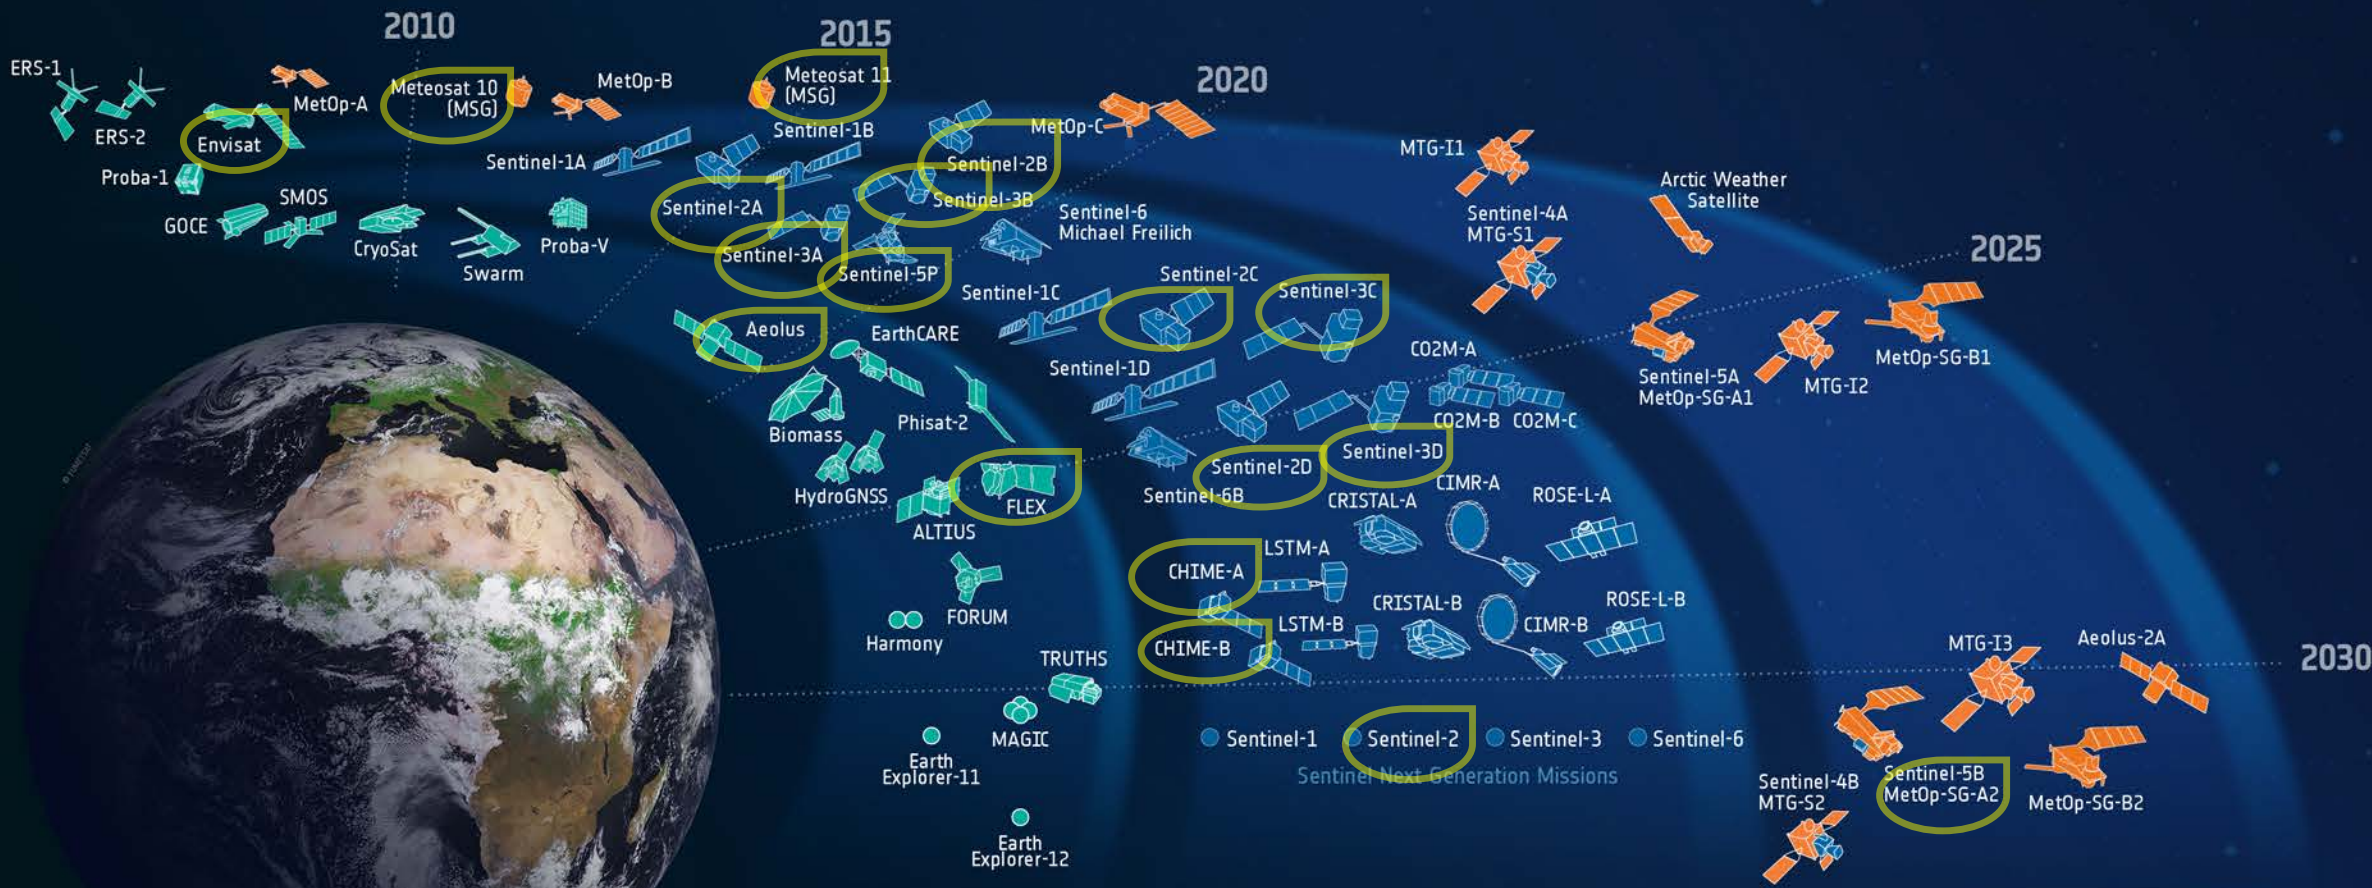 2010
2015
2020
2025
2030
ERS-1
ERS-2
MetOp-A
Envisat
Meteosat 10
(MSG)
MetOp-B
Meteosat 11
(MSG)
Sentinel-1B
Sentinel-1A
Sentinel-2B
MetOp-C
MTG-I1
Arctic Weather
Satellite
Proba-1
SMOS
GOCE
CryoSat
Swarm
Proba-V
Sentinel-2A
Sentinel-3B
Sentinel-3A
Sentinel-5P
Sentinel-6
Michael Freilich
Sentinel-4A
MTG-S1
Sentinel-1C
Sentinel-2C
Sentinel-3C
Aeolus
EarthCARE
Sentinel-1D
CO2M-A
CO2M-B
CO2M-C
Sentinel-5A
MetOp-SG-A1
MTG-I2
MetOp-SG-B1
Biomass
Phisat-2
HydroGNSS
ALTIUS
FLEX
Sentinel-6B
Sentinel-2D
Sentinel-3D
CRISTAL-A
CIMR-A
ROSE-L-A
CHIME-A
LSTM-A
FORUM
Harmony
CHIME-B
LSTM-B
CRISTAL-B
CIMR-B
ROSE-L-B
TRUTHS
MAGIC
Earth
Explorer-11
Earth
Explorer-12
Sentinel-1
Sentinel-2
Sentinel-3
Sentinel-6
Sentinel Next Generation Missions
MTG-I3
Aeolus-2A
Sentinel-4B
MTG-S2
Sentinel-5B
MetOp-SG-A2
MetOp-SG-B2
© EUMETSAT